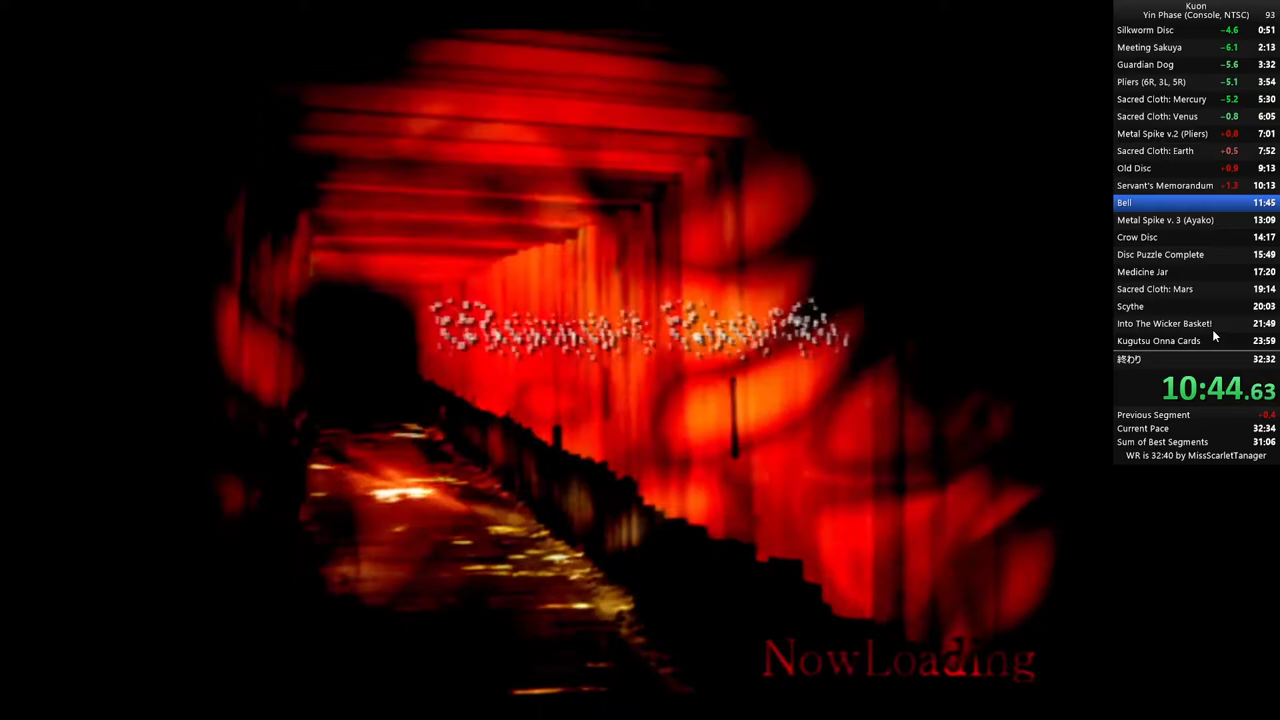 Kuon
Yin Phase (Console, NTSC) 93
Silkworm Disc -4.6 0:51
Meeting Sakuya -6.1 2:13
Guardian Dog -5.6 3:32
Pliers (6R, 3L, 5R) -5.1 3:54
Sacred Cloth: Mercury -5.2 5:30
Sacred Cloth: Venus -0.8 6:05
Metal Spike v.2 (Pliers) +0.8 7:01
Sacred Cloth: Earth +0.5 7:52
Old Disc +0.9 9:13
Servant's Memorandum +1.3 10:13
Bell 11:45
Metal Spike v. 3 (Ayako) 13:09
Crow Disc 14:17
Disc Puzzle Complete 15:49
Medicine Jar 17:20
Sacred Cloth: Mars 19:14
Scythe 20:03
Into The Wicker Basket! 21:49
Kugutsu Onna Cards 23:59
終わり 32:32
10:44.63
Previous Segment +0.4
Current Pace 32:34
Sum of Best Segments 31:06
WR is 32:40 by MissScarletTanager
NowLoading